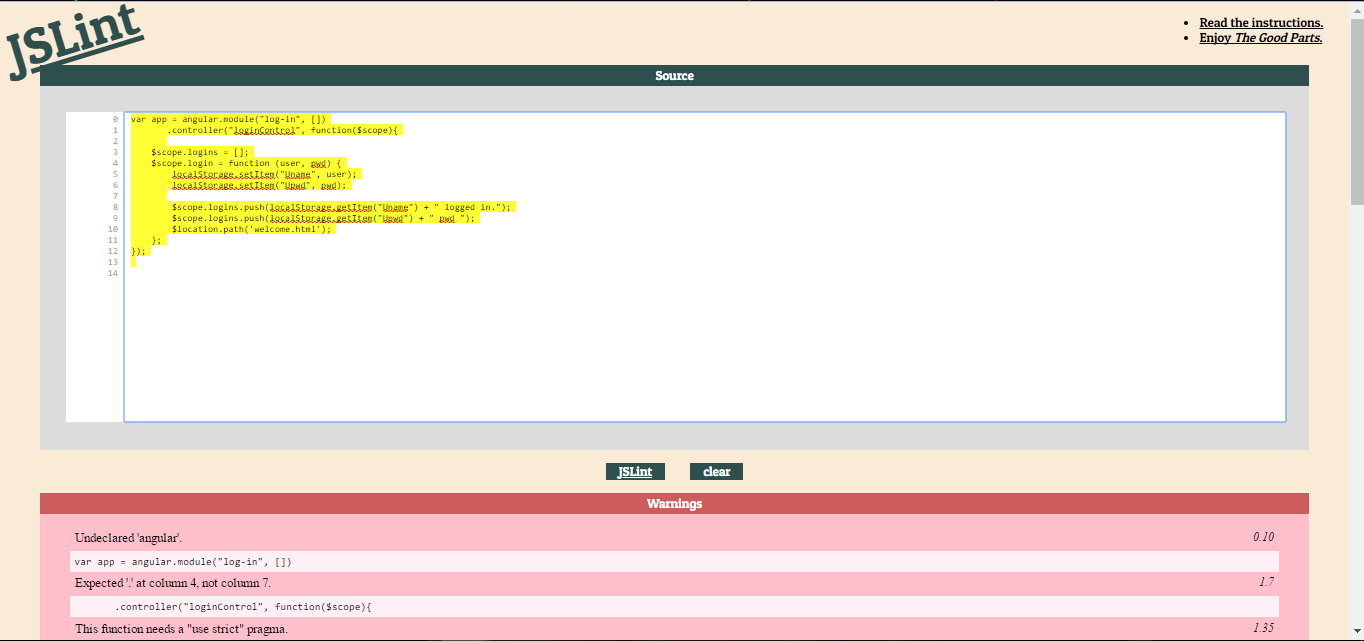 JSLint
Read the instructions.
Enjoy The Good Parts.
Source
0 var app = angular.module("log-in", [])
1 .controller("loginControl", function($scope){
2
3 $scope.logins = [];
4 $scope.login = function (user, pwd) {
5 localStorage.setItem("Uname", user);
6 localStorage.setItem("Upwd", pwd);
7
8 $scope.logins.push(localStorage.getItem("Uname") + " logged in.");
9 $scope.logins.push(localStorage.getItem("Upwd") + " pwd ");
10 $location.path('welcome.html');
11 };
12 });
13
14
JSLint clear
Warnings
Undeclared 'angular'. 0.10
var app = angular.module("log-in", [])
Expected '.' at column 4, not column 7. 1.7
.controller("loginControl", function($scope){
This function needs a "use strict" pragma. 1.35